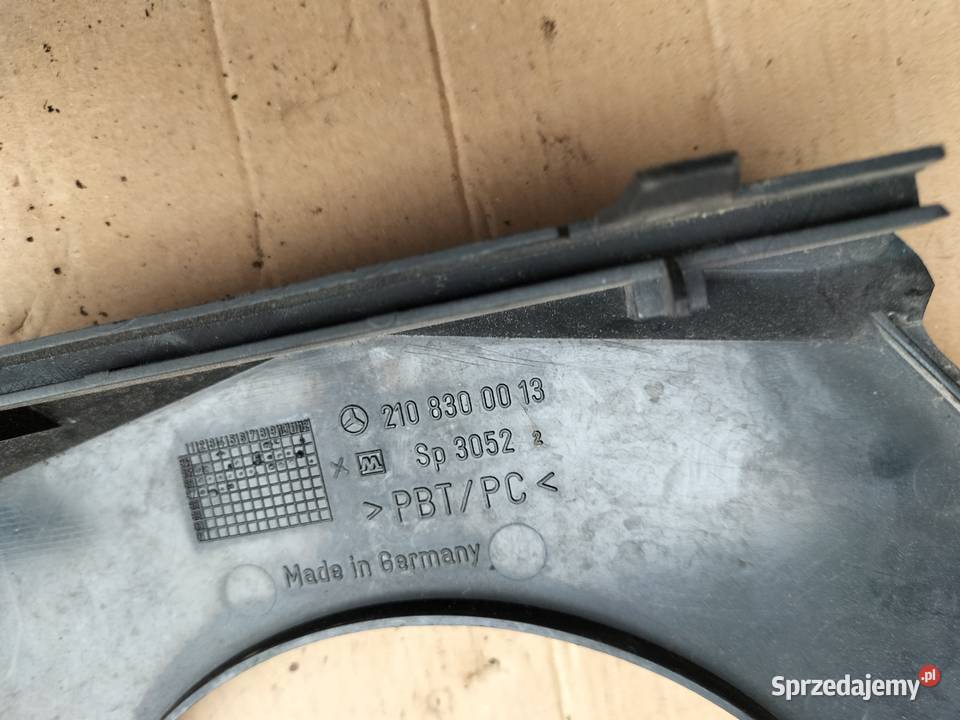 210 830 00 13
Sp 3052 2
>PBT/PC<
Made in Germany
Sprzedajemy.pl